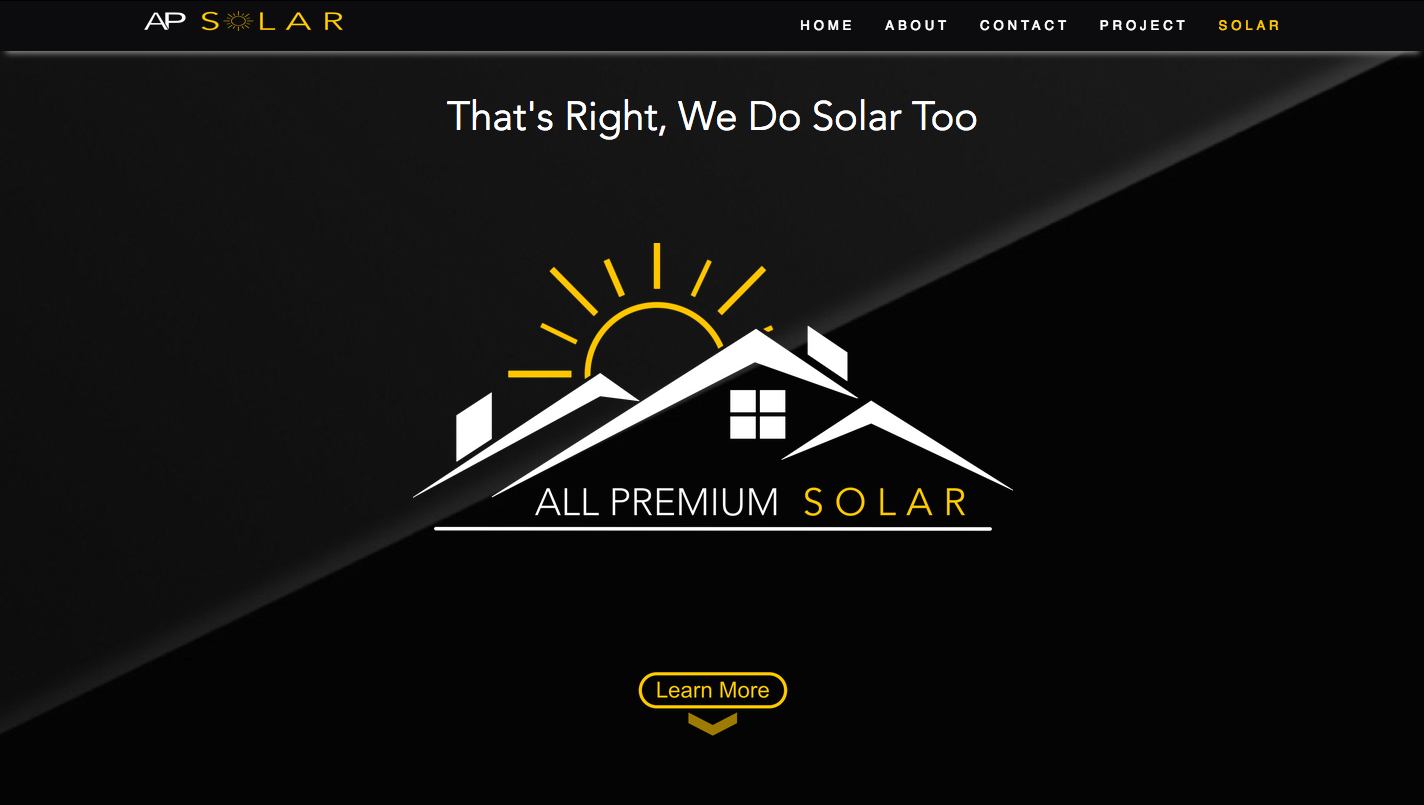 AP SOLAR
HOME ABOUT CONTACT PROJECT SOLAR
That's Right, We Do Solar Too
ALL PREMIUM SOLAR
Learn More